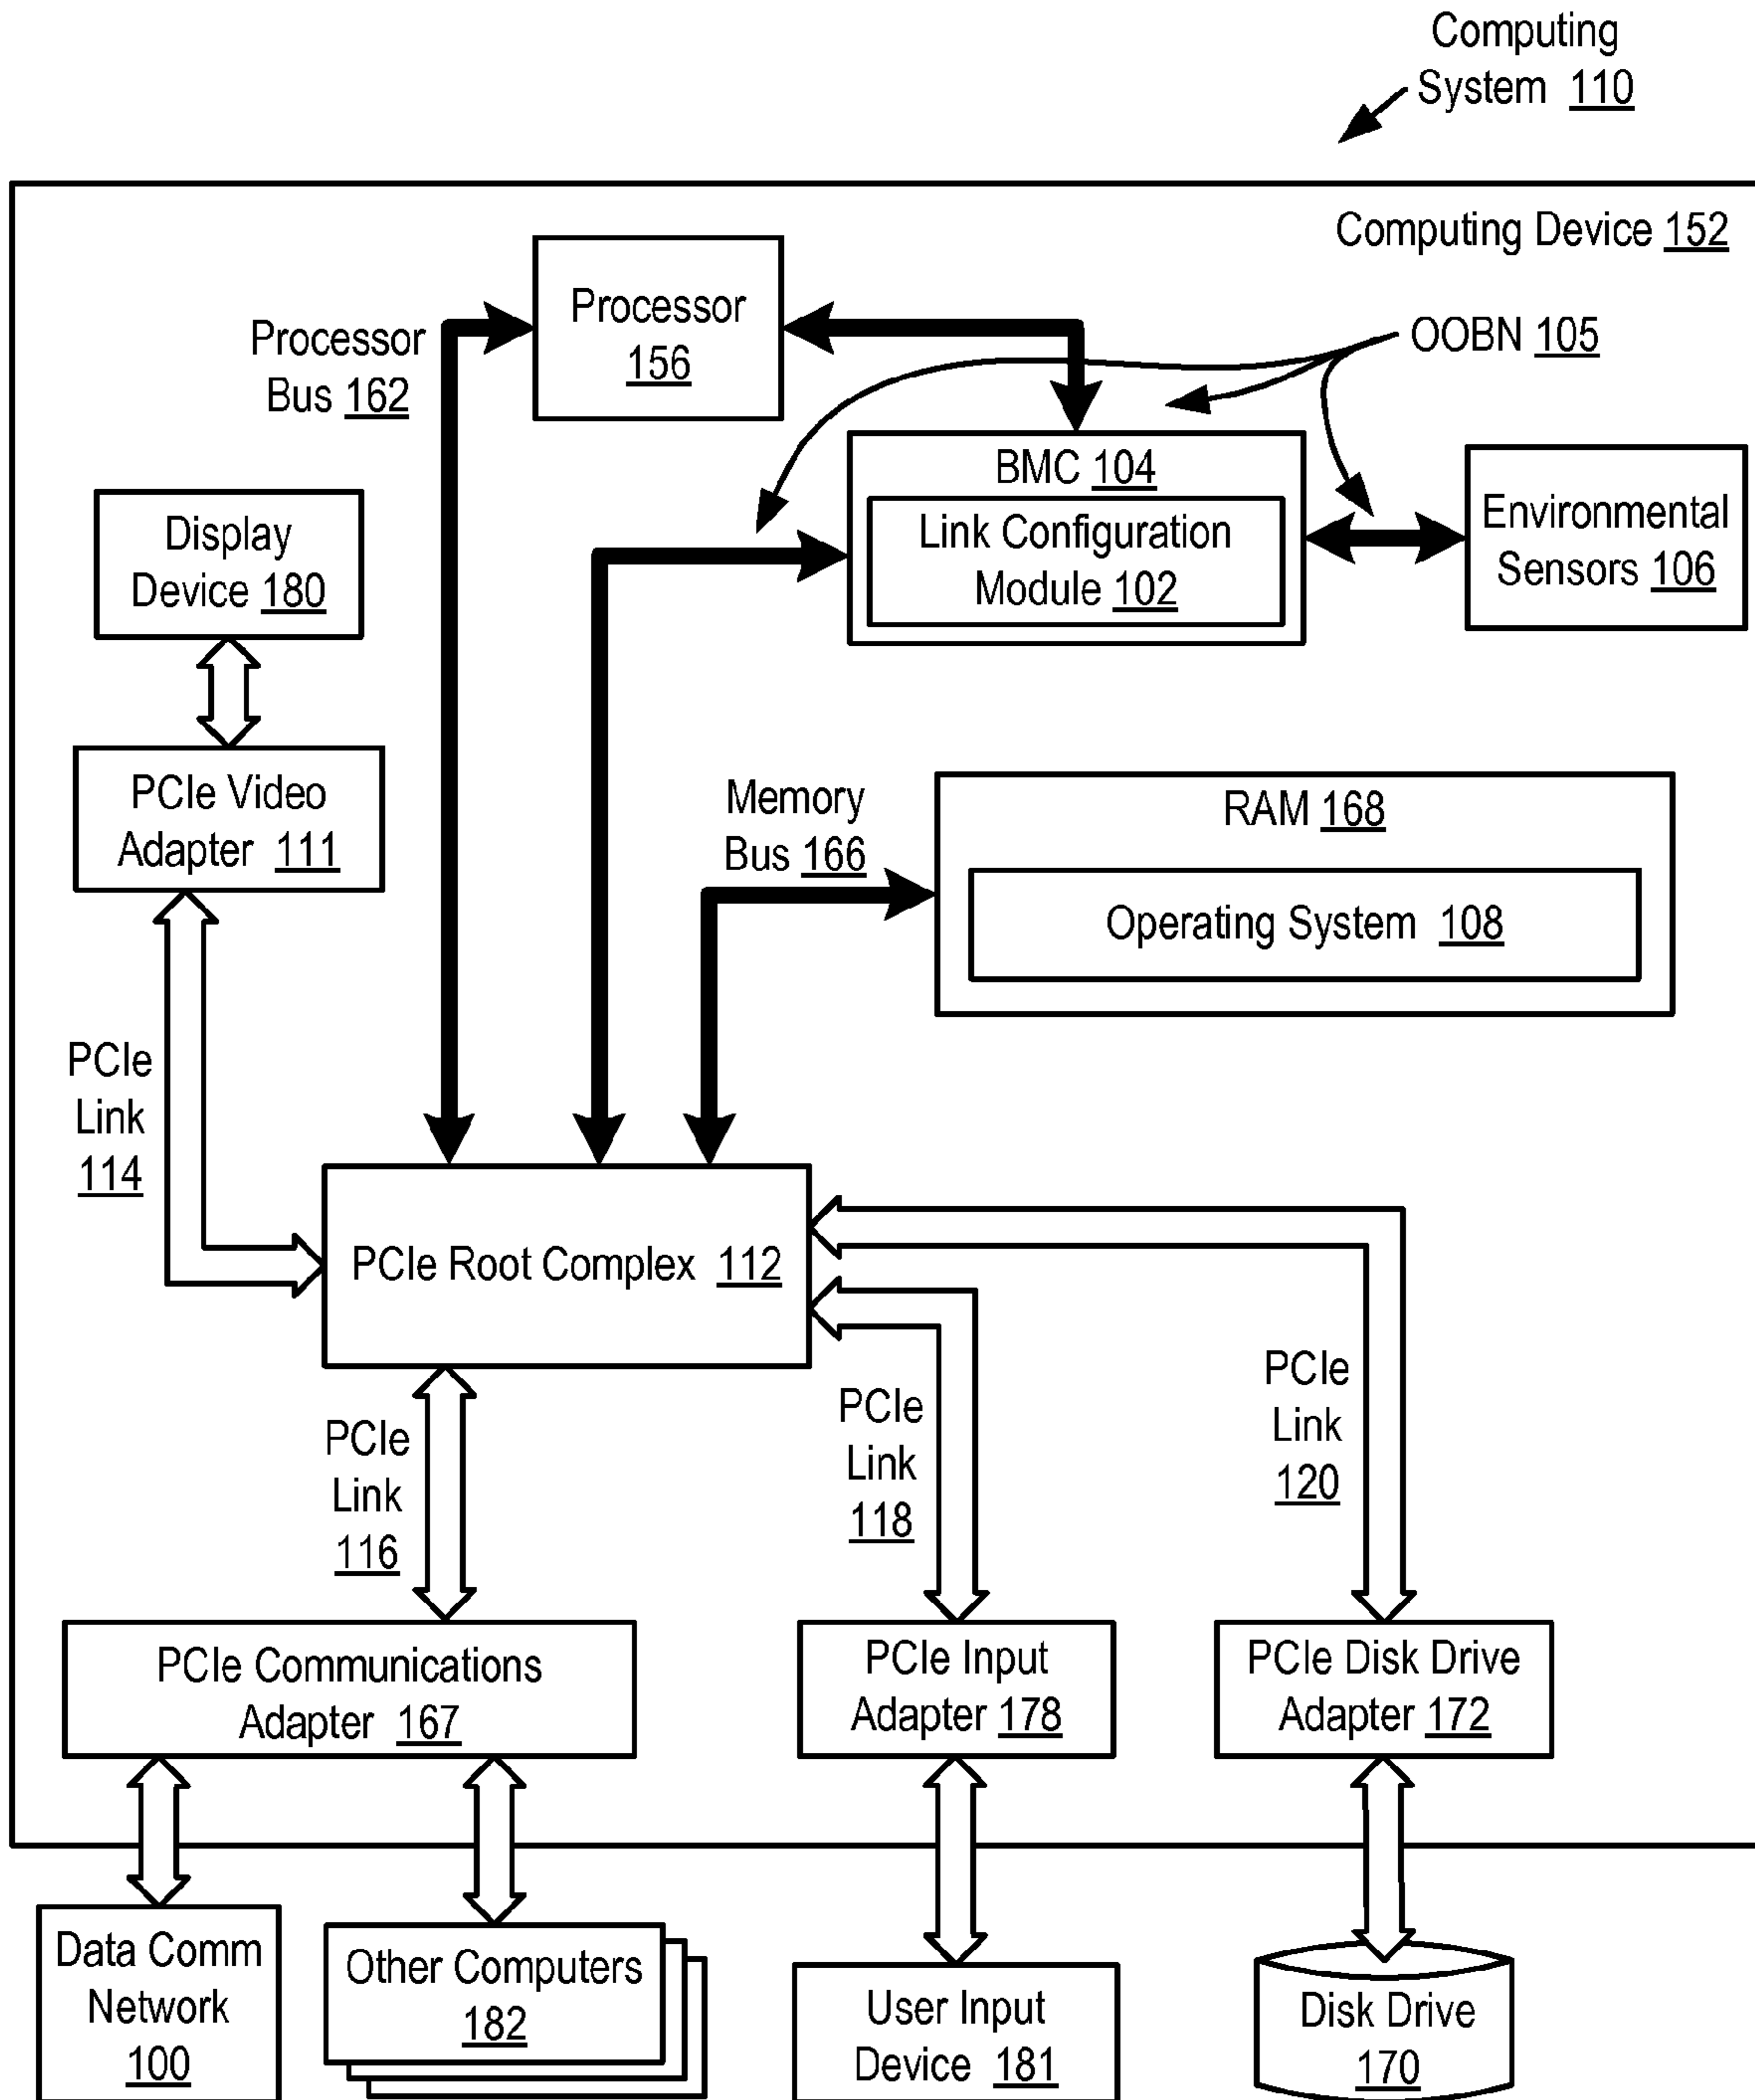 Computing
System 110
Computing Device 152
Processor
156
Processor
Bus 162
OOBN 105
BMC 104
Link Configuration
Module 102
Environmental
Sensors 106
Display
Device 180
PCIe Video
Adapter 111
Memory
Bus 166
RAM 168
Operating System 108
PCIe
Link
114
PCIe Root Complex 112
PCIe
Link
116
PCIe
Link
118
PCIe
Link
120
PCIe Communications
Adapter 167
PCIe Input
Adapter 178
PCIe Disk Drive
Adapter 172
Data Comm
Network
100
Other Computers
182
User Input
Device 181
Disk Drive
170